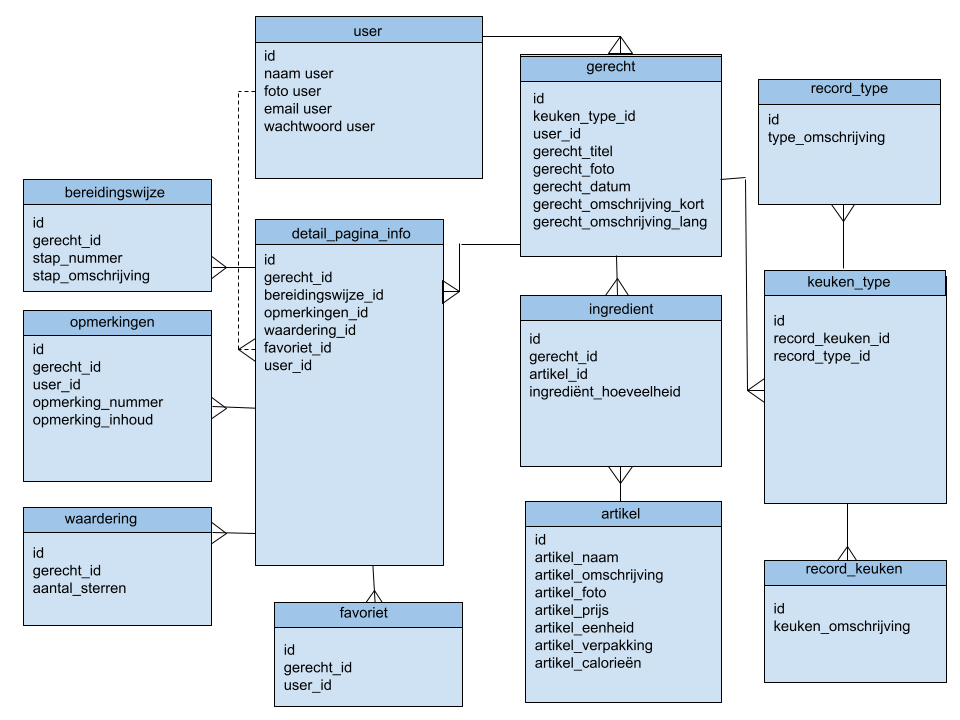 user
id
naam user
foto user
email user
wachtwoord user
gerecht
id
keuken_type_id
user_id
gerecht_titel
gerecht_foto
gerecht_datum
gerecht_omschrijving_kort
gerecht_omschrijving_lang
record_type
id
type_omschrijving
bereidingswijze
id
gerecht_id
stap_nummer
stap_omschrijving
detail_pagina_info
id
gerecht_id
bereidingswijze_id
opmerkingen_id
waardering_id
favoriet_id
user_id
keuken_type
id
record_keuken_id
record_type_id
ingredient
id
gerecht_id
artikel_id
ingrediënt_hoeveelheid
opmerkingen
id
gerecht_id
user_id
opmerking_nummer
opmerking_inhoud
waardering
id
gerecht_id
aantal_sterren
artikel
id
artikel_naam
artikel_omschrijving
artikel_foto
artikel_prijs
artikel_eenheid
artikel_verpakking
artikel_calorieën
record_keuken
id
keuken_omschrijving
favoriet
id
gerecht_id
user_id